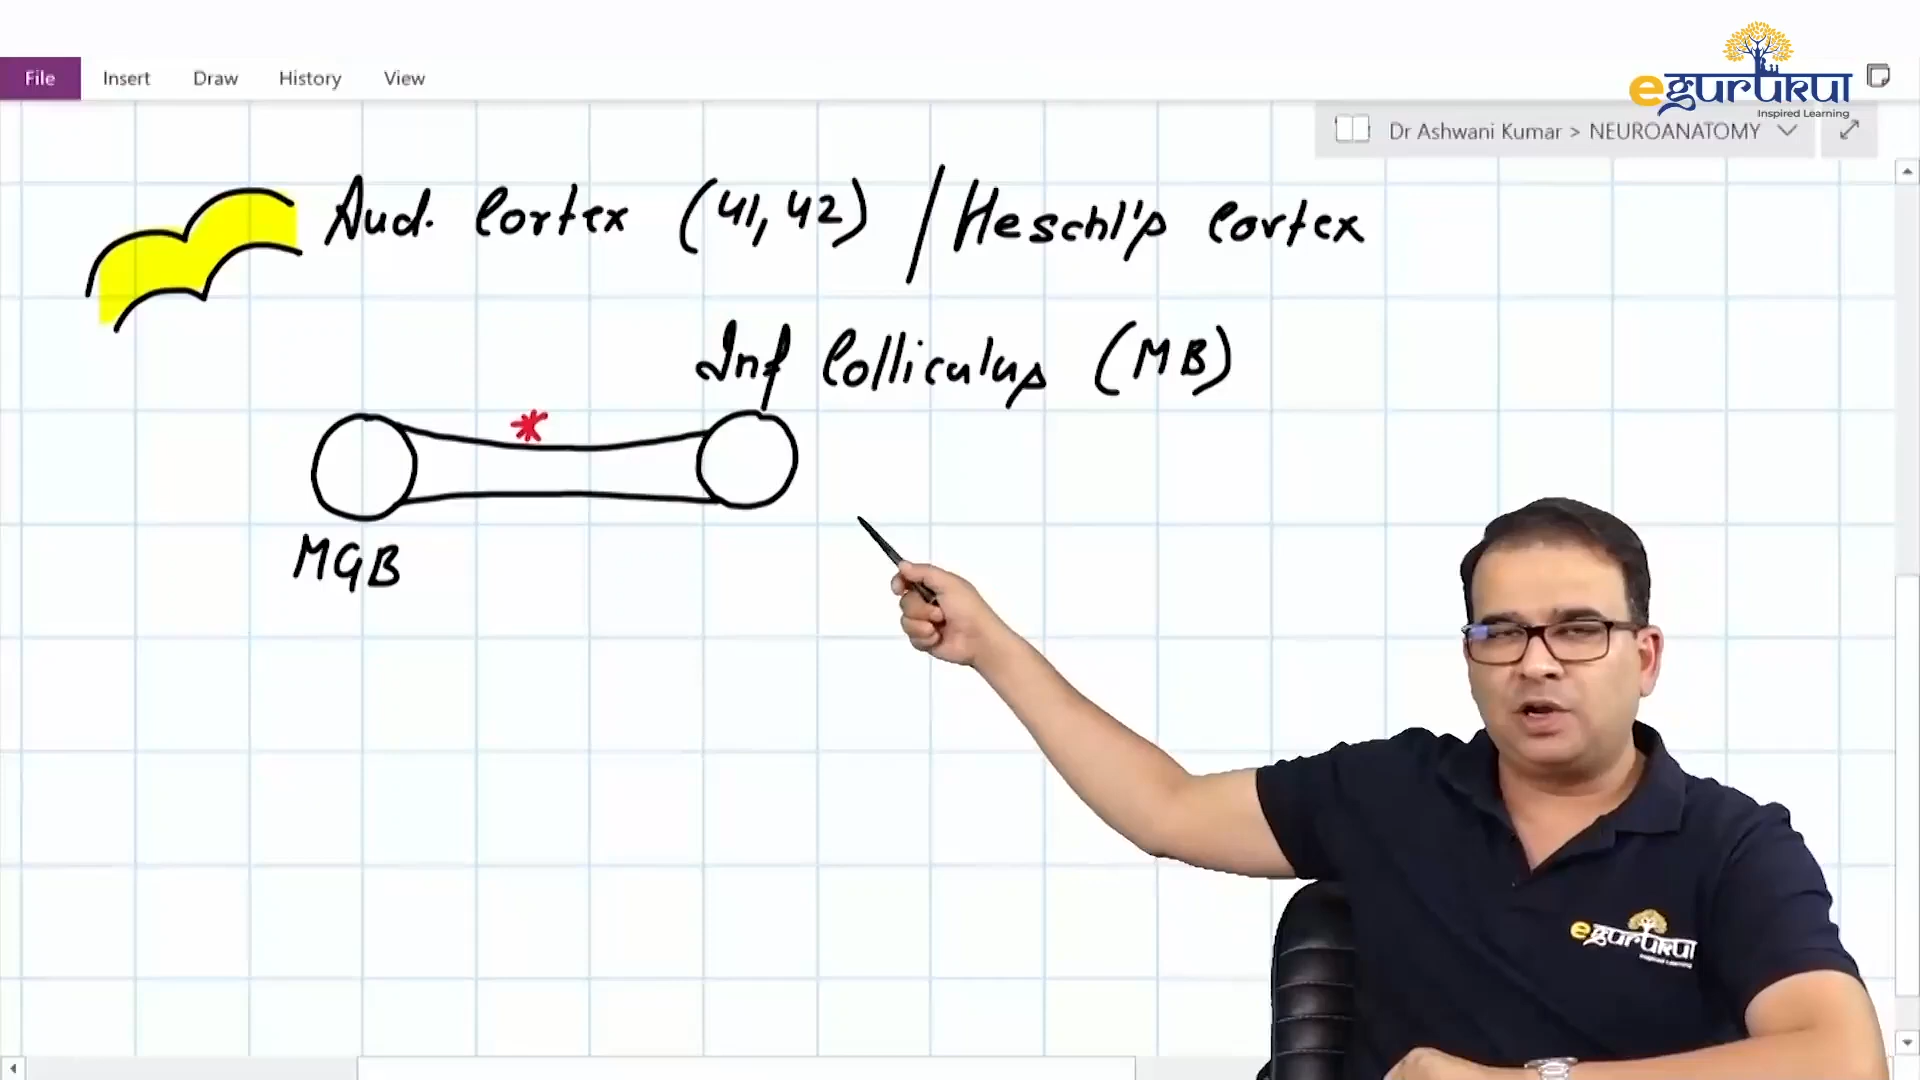 egurukul
Inspired Learning
File Insert Draw History View
Dr Ashwani Kumar > NEUROANATOMY
Aud. Cortex (41, 42) / Heschl's Cortex
Inf Colliculus (MB)
*
MGB
egurukul